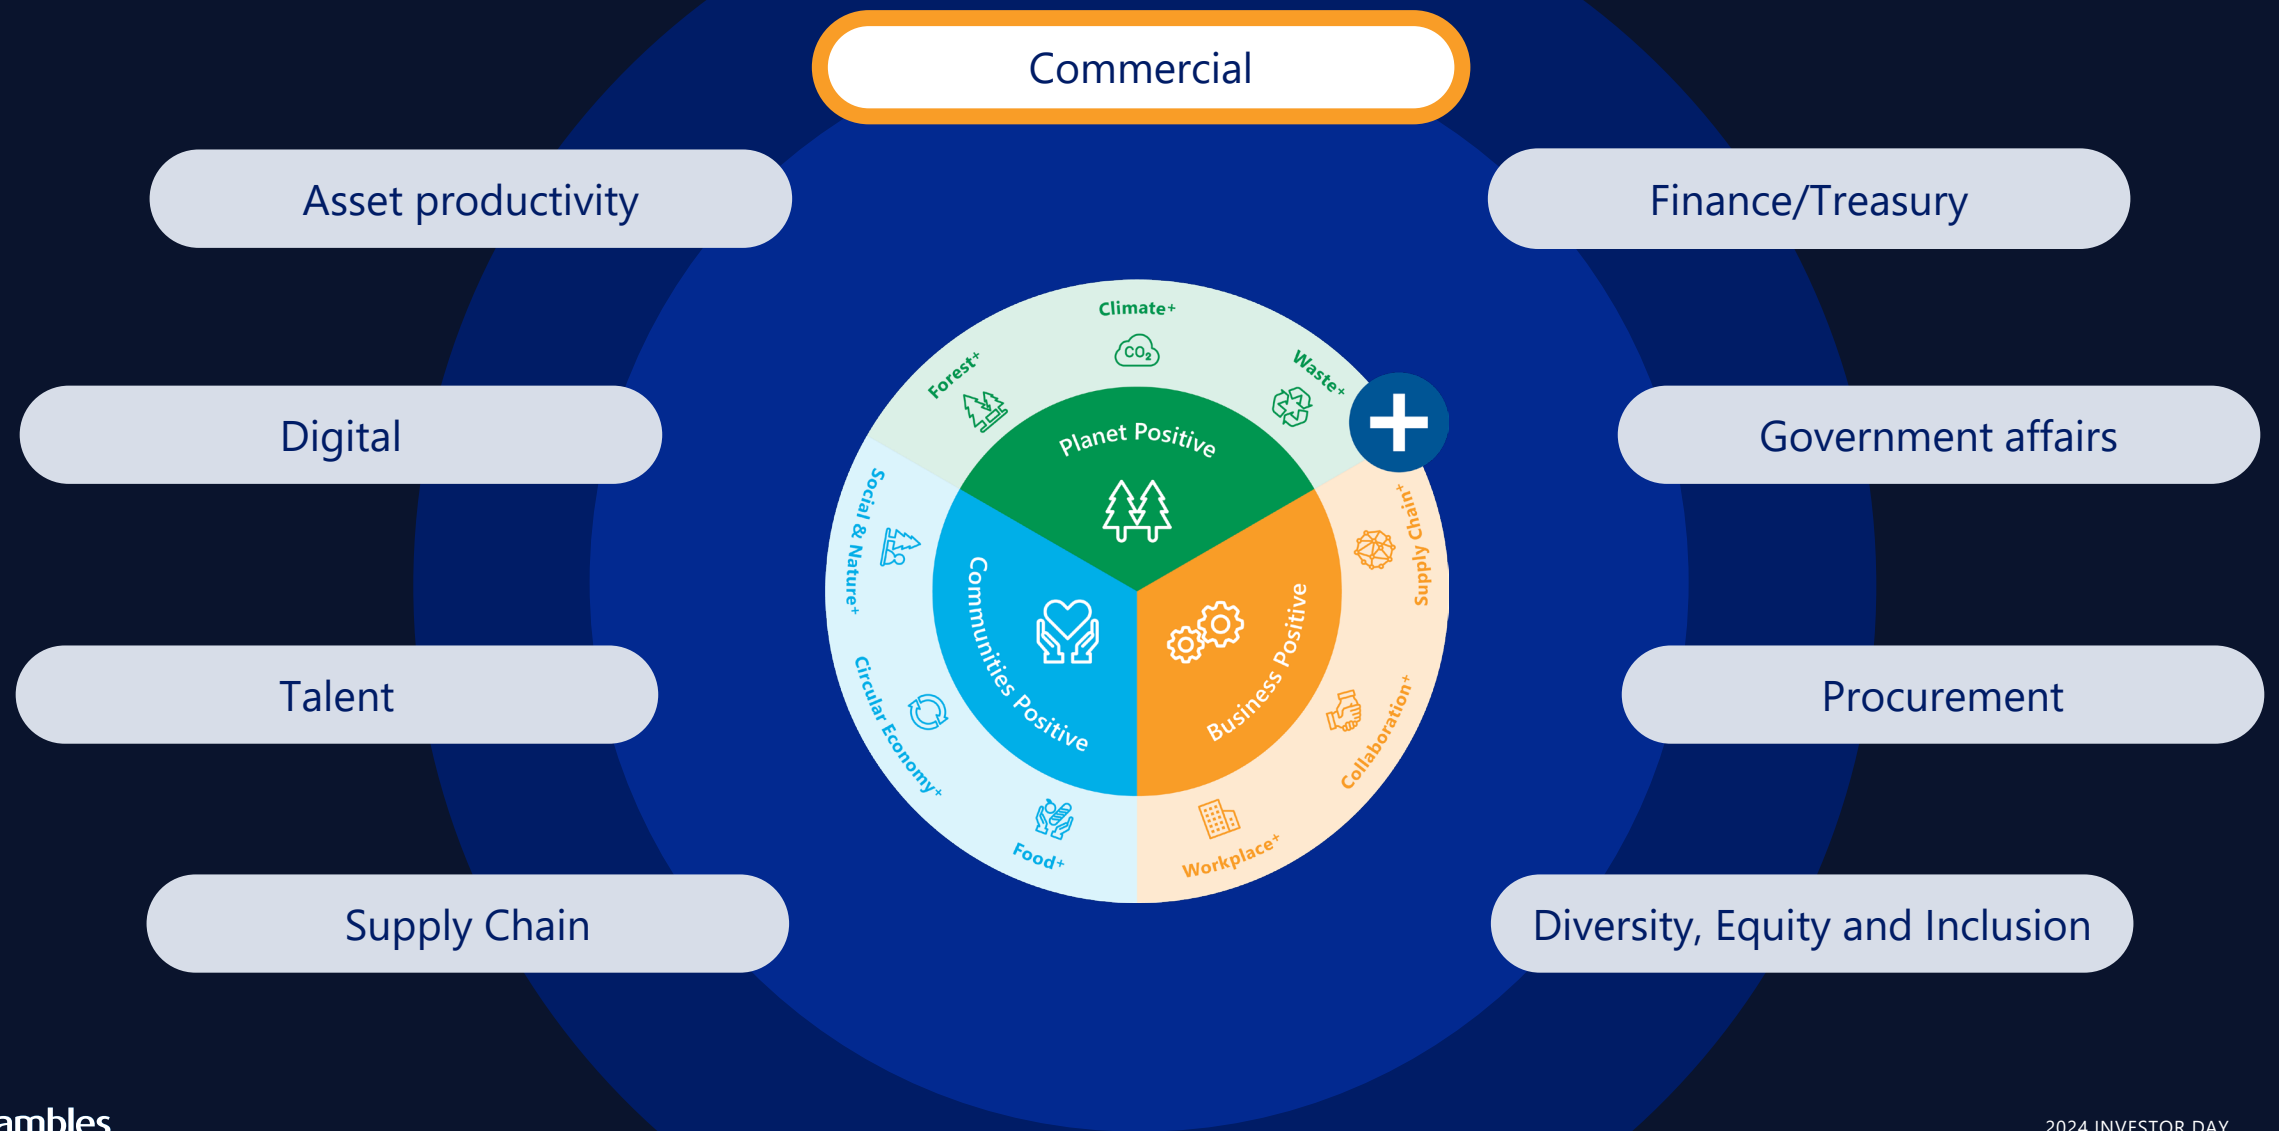 Commercial
Asset productivity
Finance/Treasury
Digital
Government affairs
Talent
Procurement
Supply Chain
Diversity, Equity and Inclusion
Climate+
CO2
Forest+
Waste+
Planet Positive
Supply Chain+
Collaboration+
Workplace+
Business Positive
Social & Nature+
Circular Economy+
Food+
Communities Positive
ambles
2024 INVESTOR DAY